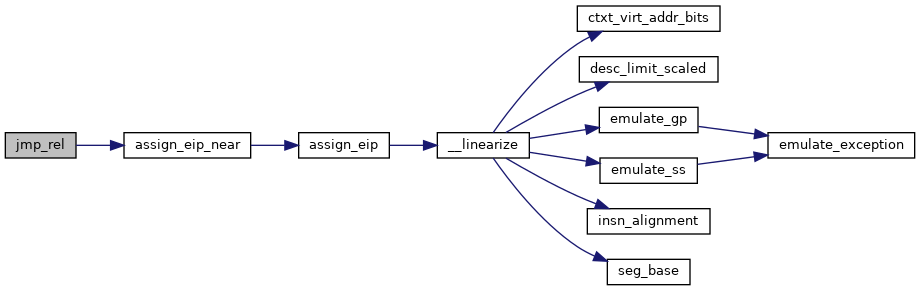 jmp_rel
assign_eip_near
assign_eip
__linearize
ctxt_virt_addr_bits
desc_limit_scaled
emulate_gp
emulate_ss
insn_alignment
seg_base
emulate_exception